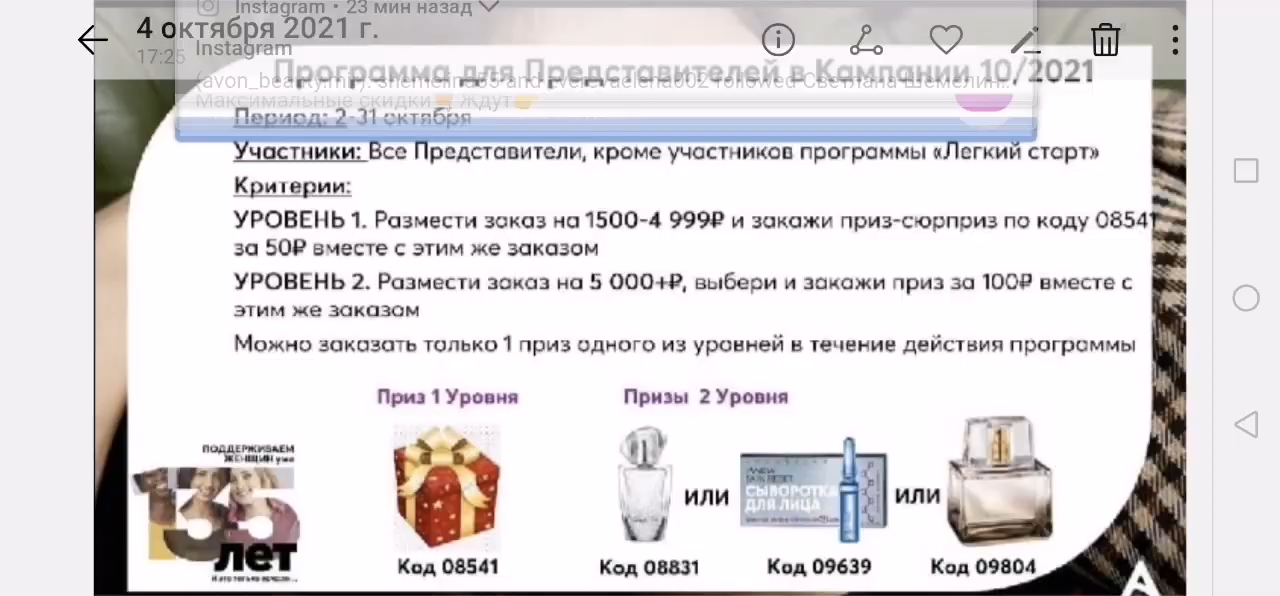 Instagram • 23 мин назад
4 октября 2021 г.
17:25
Instagram
Программа для Представителей в Кампании 10/2021
followed Светлана Шемелин...
Максимальные скидки ждут
Период: 2-31 октября
Участники: Все Представители, кроме участников программы «Легкий старт»
Критерии:
УРОВЕНЬ 1. Размести заказ на 1500-4 999₽ и закажи приз-сюрприз по коду 08541
за 50₽ вместе с этим же заказом
УРОВЕНЬ 2. Размести заказ на 5 000+₽, выбери и закажи приз за 100₽ вместе с
этим же заказом
Можно заказать только 1 приз одного из уровней в течение действия программы
Приз 1 Уровня
Призы 2 Уровня
ПОДДЕРЖИВАЕМ
ЖЕНЩИН уже
135
лет
СЫВОРОТКА
ДЛЯ ЛИЦА
ИЛИ
ИЛИ
Код 08541
Код 08831
Код 09639
Код 09804